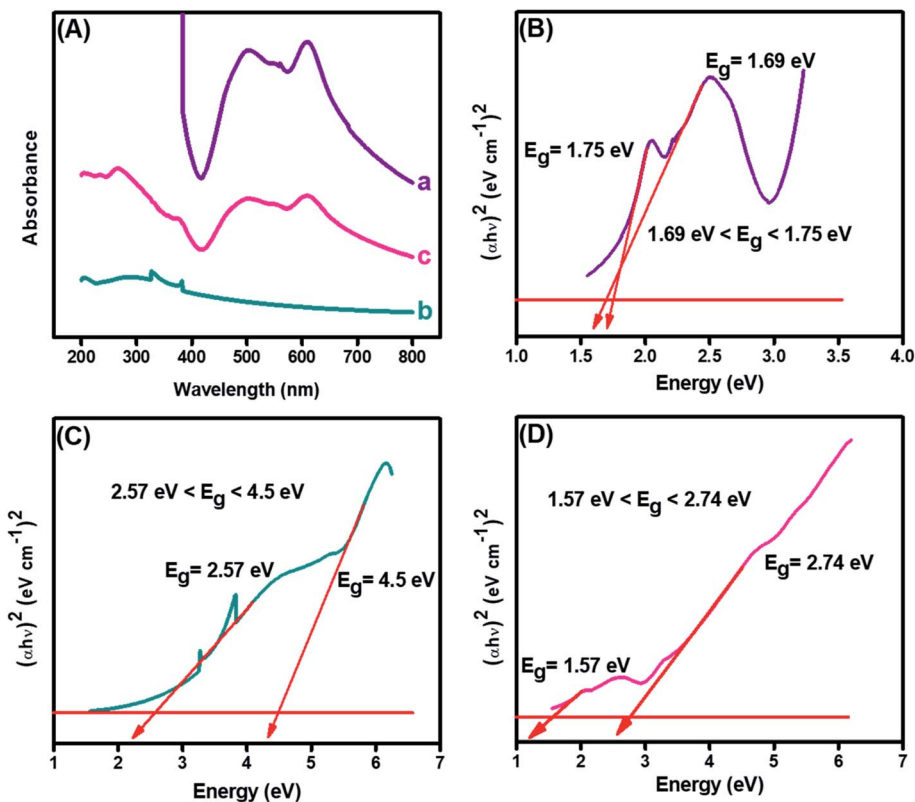 (A)
Absorbance
a
c
b
200 300 400 500 600 700 800
Wavelength (nm)
(B)
(αhν)² (eV cm⁻¹)²
Eg= 1.69 eV
Eg= 1.75 eV
1.69 eV < Eg < 1.75 eV
1.0 1.5 2.0 2.5 3.0 3.5 4.0
Energy (eV)
(C)
(αhν)² (eV cm⁻¹)²
2.57 eV < Eg < 4.5 eV
Eg= 2.57 eV
Eg= 4.5 eV
1 2 3 4 5 6 7
Energy (eV)
(D)
(αhν)² (eV cm⁻¹)²
1.57 eV < Eg < 2.74 eV
Eg= 2.74 eV
Eg= 1.57 eV
1 2 3 4 5 6 7
Energy (eV)